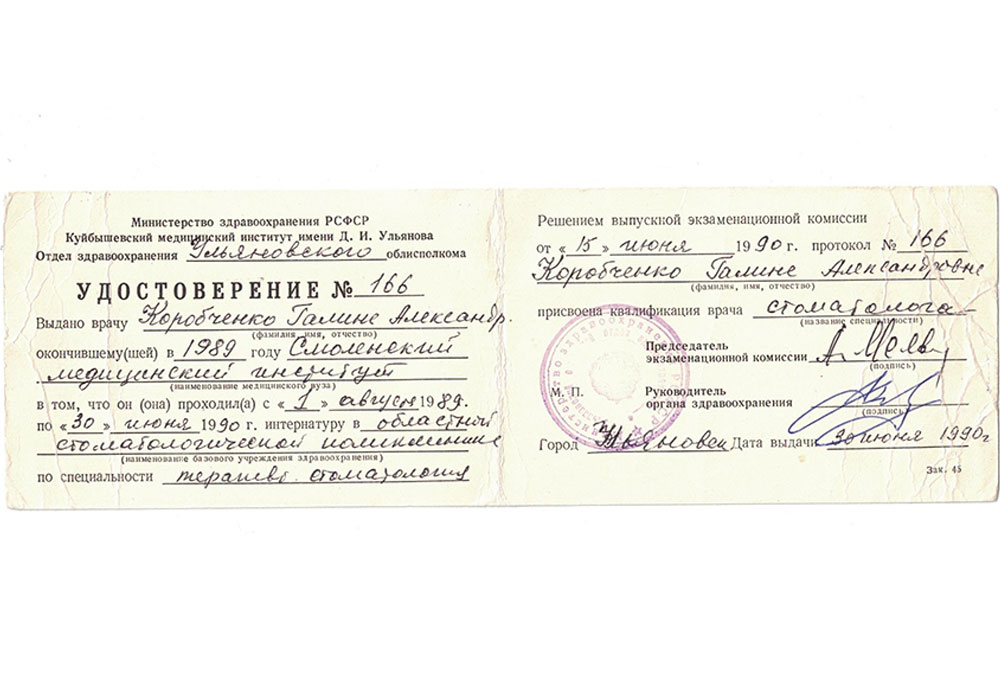 Министерство здравоохранения РСФСР
Куйбышевский медицинский институт имени Д. И. Ульянова
Отдел здравоохранения Ульяновского облисполкома
УДОСТОВЕРЕНИЕ № 166
Выдано врачу Коробченко Галине Александр.
(фамилия, имя, отчество)
окончившему(шей) в 1989 году Смоленский
медицинский институт
(наименование медицинского вуза)
в том, что он (она) проходил(а) с «1» августа 1989.
по «30» июня 1990 г. интернатуру в областной
стоматологической поликлинике
(наименование базового учреждения здравоохранения)
по специальности терапевт. стоматология
Решением выпускной экзаменационной комиссии
от «15» июня 1990 г. протокол № 166
Коробченко Галине Александровне
(фамилия, имя, отчество)
присвоена квалификация врача стоматолога
(название специальности)
Председатель
экзаменационной комиссии
(подпись)
М. П.
Руководитель
органа здравоохранения
(подпись)
Город Ульяновск Дата выдачи 30 июня 1990г
Зак. 45